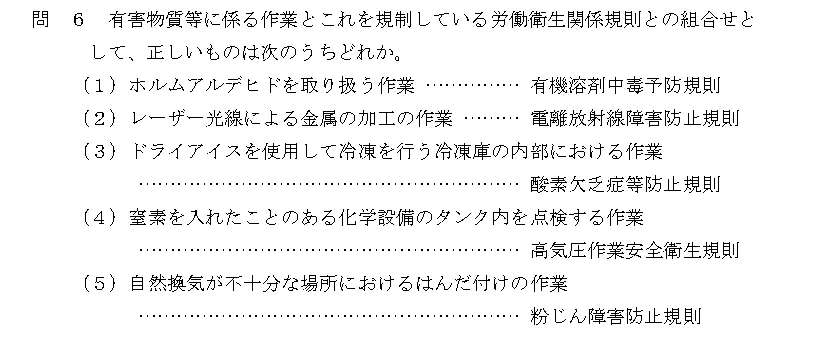 問 6 有害物質等に係る作業とこれを規制している労働衛生関係規則との組合せと
して、正しいものは次のうちどれか。
(1) ホルムアルデヒドを取り扱う作業 …………… 有機溶剤中毒予防規則
(2) レーザー光線による金属の加工の作業 ……… 電離放射線障害防止規則
(3) ドライアイスを使用して冷凍を行う冷凍庫の内部における作業
…………………………………………………… 酸素欠乏症等防止規則
(4) 窒素を入れたことのある化学設備のタンク内を点検する作業
…………………………………………………… 高気圧作業安全衛生規則
(5) 自然換気が不十分な場所におけるはんだ付けの作業
…………………………………………………… 粉じん障害防止規則